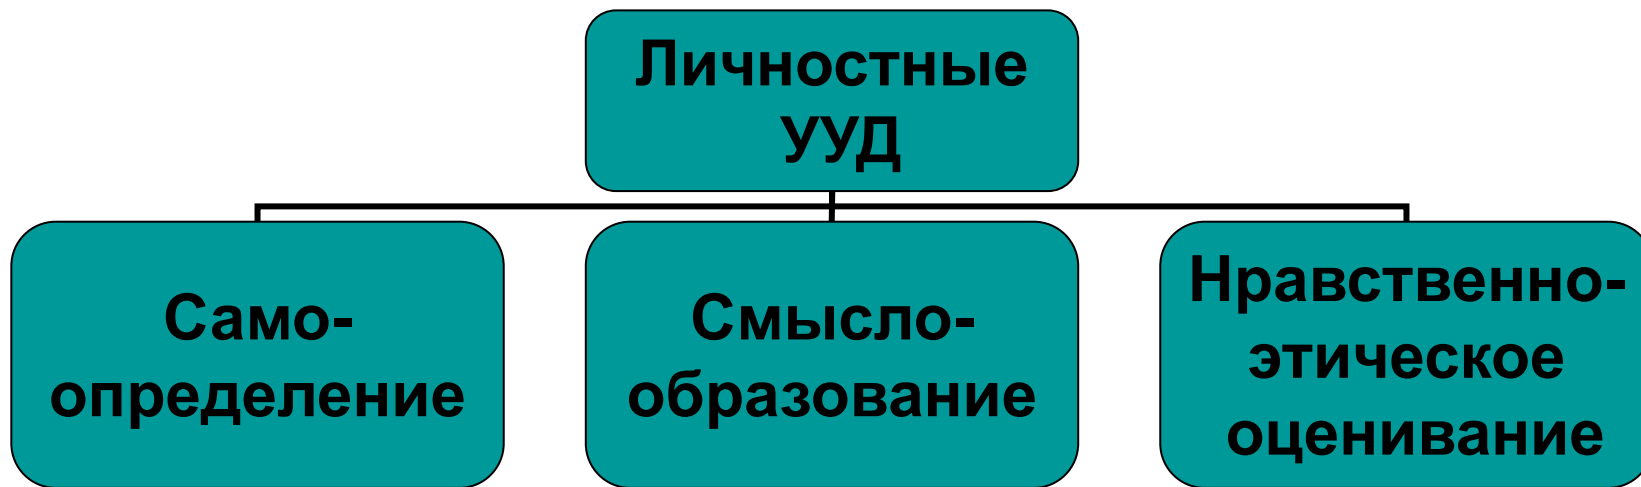 Личностные
УУД
Само-
определение
Смысло-
образование
Нравственно-
этическое
оценивание